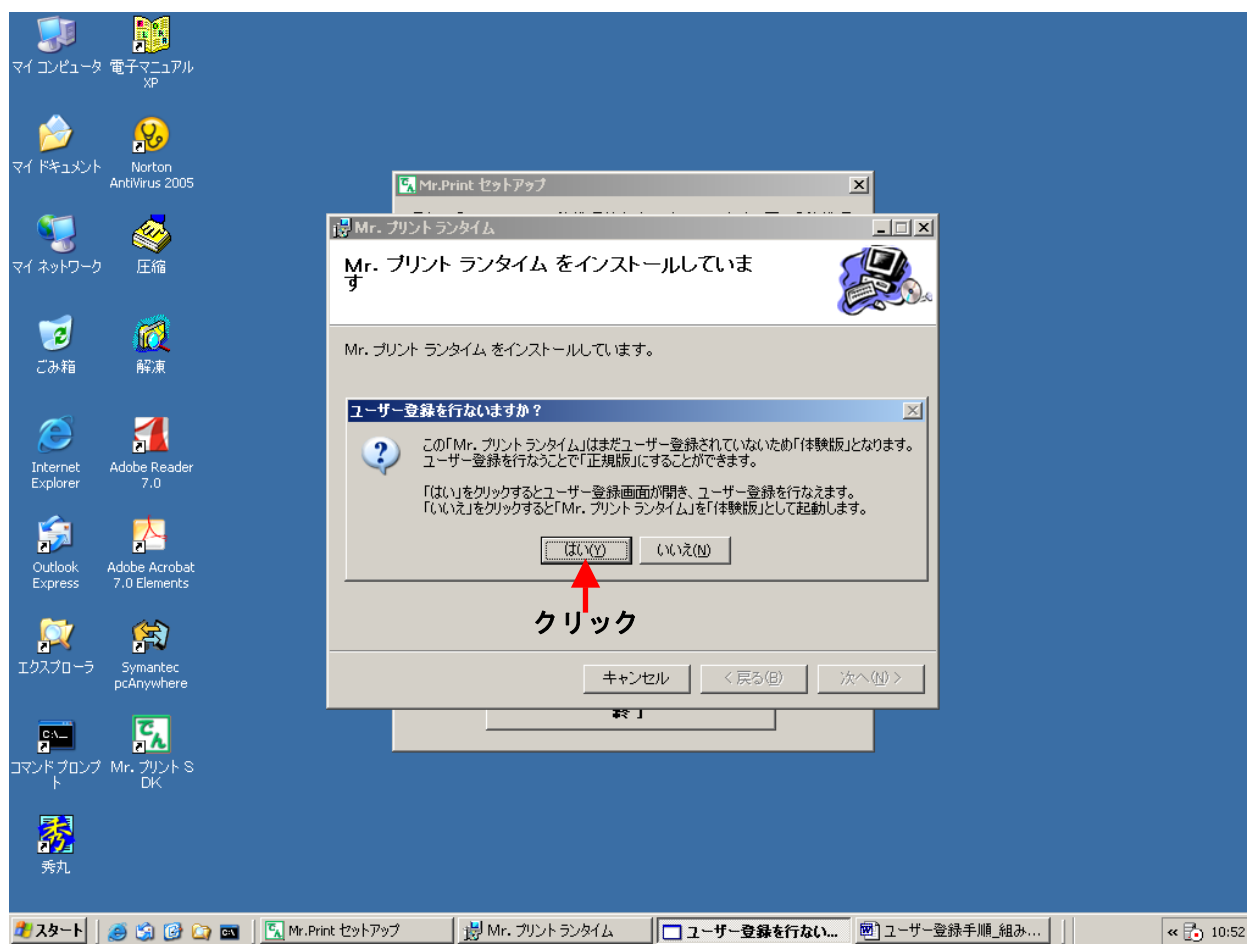 マイ コンピュータ
電子マニュアル
XP
マイ ドキュメント
Norton
AntiVirus 2005
マイ ネットワーク
圧縮
ごみ箱
解凍
Internet
Explorer
Adobe Reader
7.0
Outlook
Express
Adobe Acrobat
7.0 Elements
エクスプローラ
Symantec
pcAnywhere
C:\_
コマンド プロンプ
ト
でん
Mr. プリント S
DK
秀
秀丸
Mr.Print セットアップ
Mr. プリント ランタイム
Mr. プリント ランタイム をインストールしていま
す
Mr. プリント ランタイム をインストールしています。
ユーザー登録を行ないますか？
この「Mr. プリント ランタイム」はまだユーザー登録されていないため「体験版」となります。
ユーザー登録を行なうことで「正規版」にすることができます。
「はい」をクリックするとユーザー登録画面が開き、ユーザー登録を行なえます。
「いいえ」をクリックすると「Mr. プリント ランタイム」を「体験版」として起動します。
はい(Y)
いいえ(N)
クリック
キャンセル
< 戻る(B)
次へ(N) >
終了
スタート
Mr.Print セットアップ
Mr. プリント ランタイム
ユーザー登録を行ない...
ユーザー登録手順_組み...
«
10:52